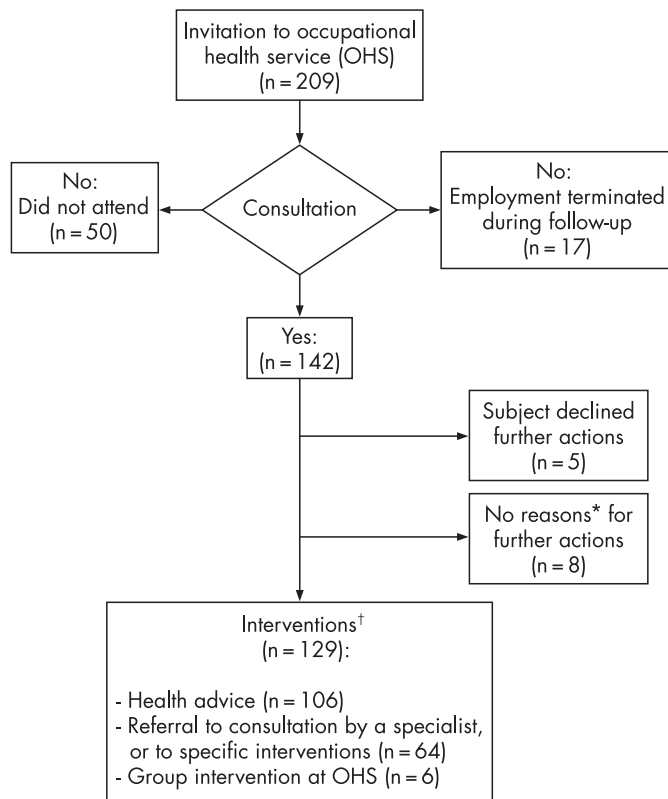 Invitation to occupational
health service (OHS)
(n = 209)
No:
Did not attend
(n = 50)
Consultation
No:
Employment terminated
during follow-up
(n = 17)
Yes:
(n = 142)
Subject declined
further actions
(n = 5)
No reasons* for
further actions
(n = 8)
Interventions†
(n = 129):
- Health advice (n = 106)
- Referral to consultation by a specialist,
or to specific interventions (n = 64)
- Group intervention at OHS (n = 6)